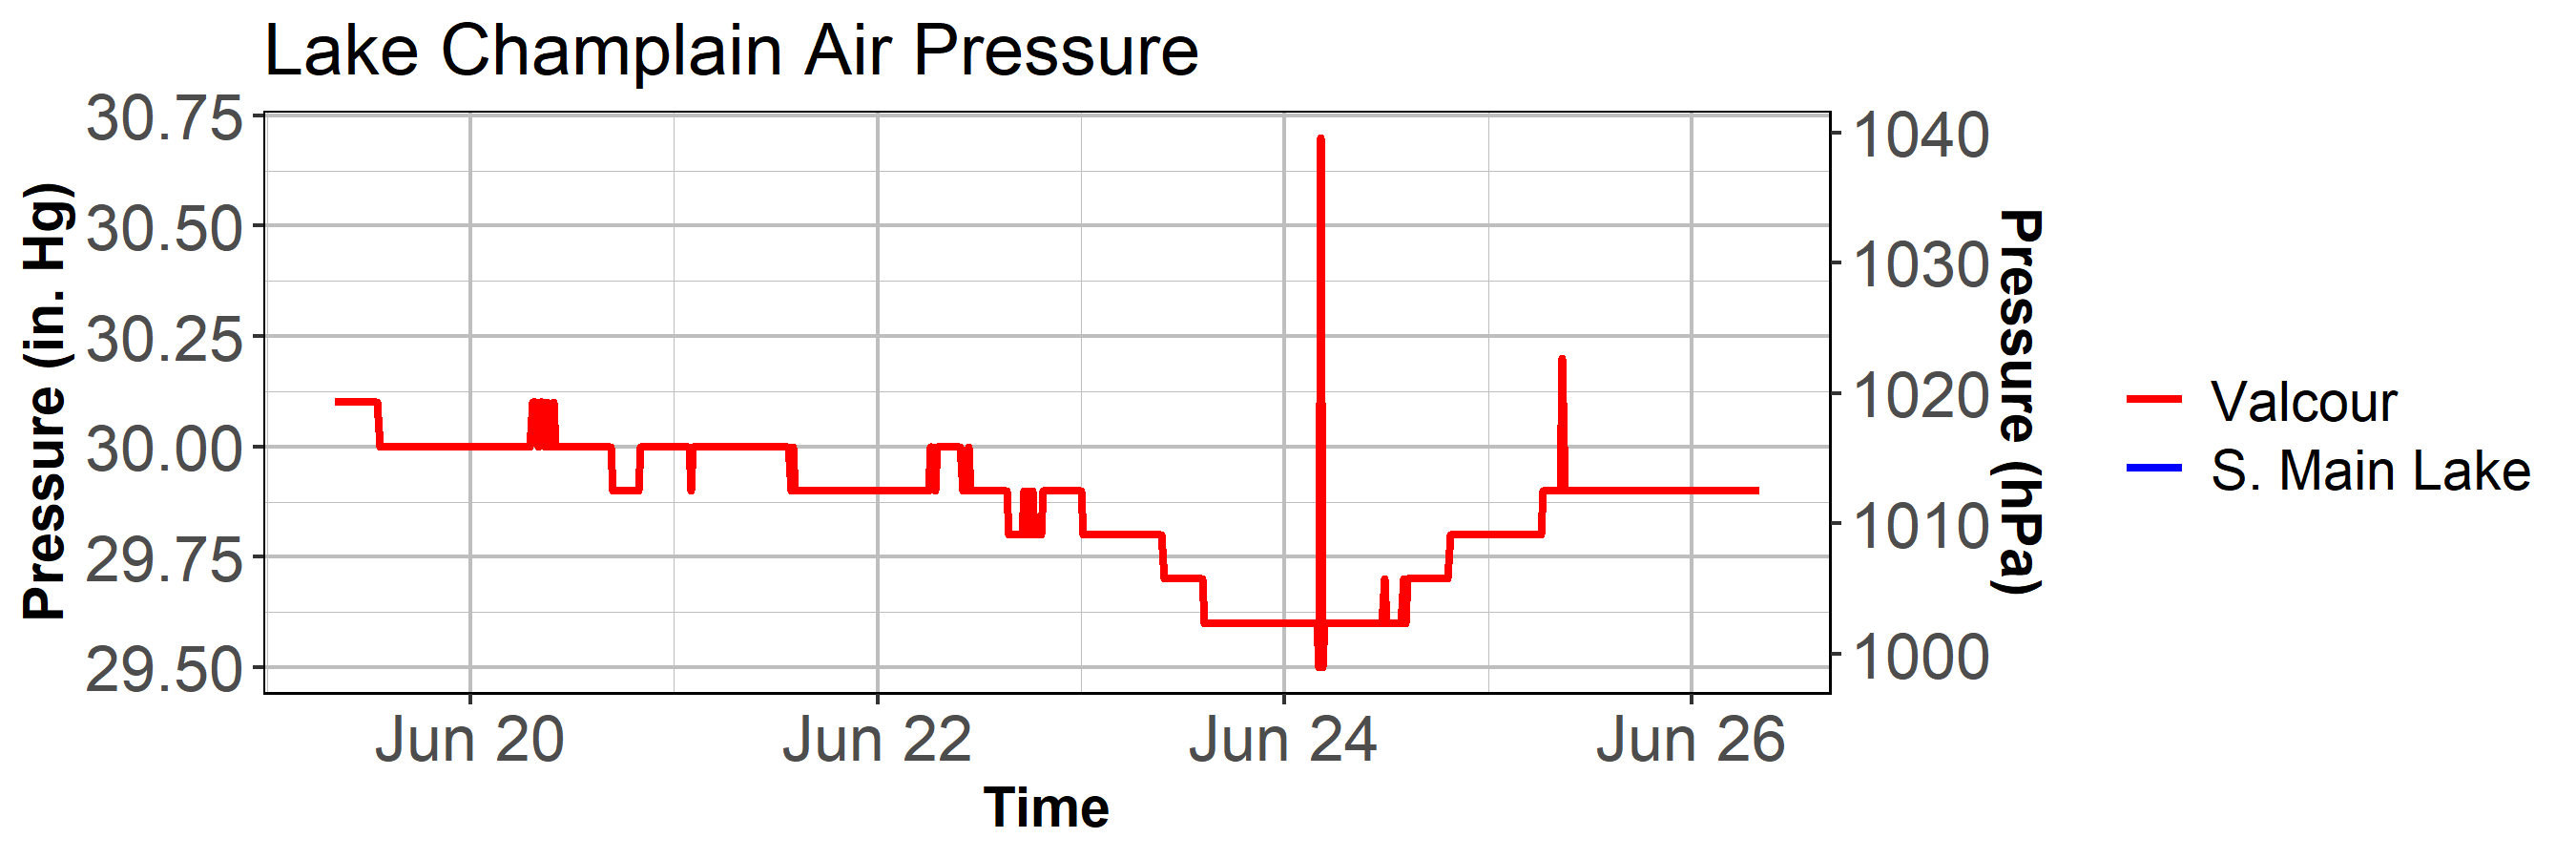 Lake Champlain Air Pressure
Pressure (in. Hg)
30.75
30.50
30.25
30.00
29.75
29.50
1040
1030
1020
1010
1000
Pressure (hPa)
Valcour
S. Main Lake
Jun 20
Jun 22
Jun 24
Jun 26
Time